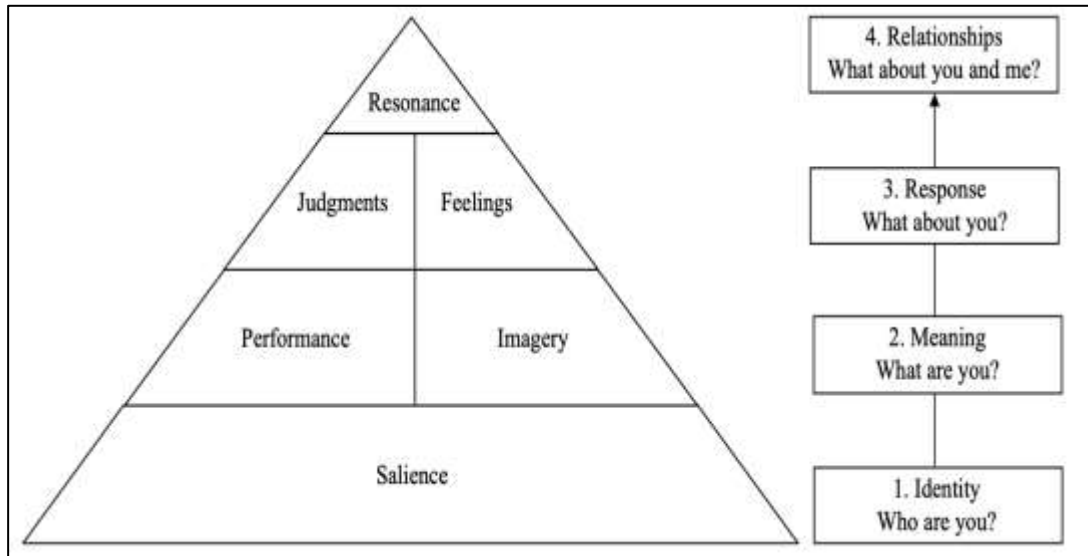 Resonance
Judgments
Feelings
Performance
Imagery
Salience
4. Relationships
What about you and me?
3. Response
What about you?
2. Meaning
What are you?
1. Identity
Who are you?